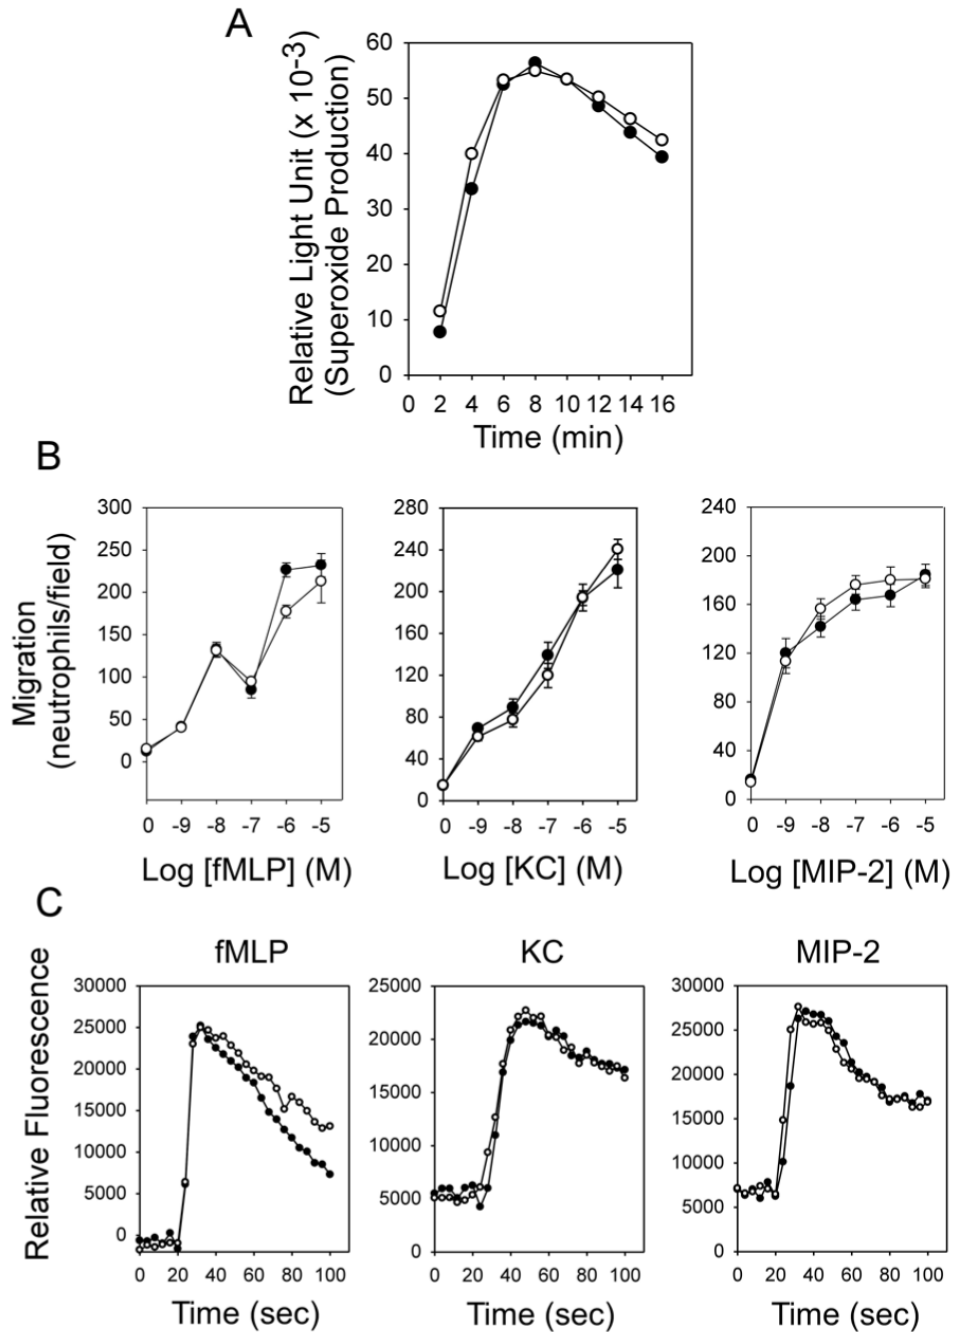 A
Relative Light Unit (x 10-3)
(Superoxide Production)
60
50
40
30
20
10
0
0 2 4 6 8 10 12 14 16
Time (min)
B
Migration
(neutrophils/field)
300
250
200
150
100
50
0
0 -9 -8 -7 -6 -5
Log [fMLP] (M)
280
240
200
160
120
80
40
0
0 -9 -8 -7 -6 -5
Log [KC] (M)
240
200
160
120
80
40
0
0 -9 -8 -7 -6 -5
Log [MIP-2] (M)
C
Relative Fluorescence
fMLP
30000
25000
20000
15000
10000
5000
0
0 20 40 60 80 100
Time (sec)
KC
25000
20000
15000
10000
5000
0
0 20 40 60 80 100
Time (sec)
MIP-2
30000
25000
20000
15000
10000
5000
0
0 20 40 60 80 100
Time (sec)